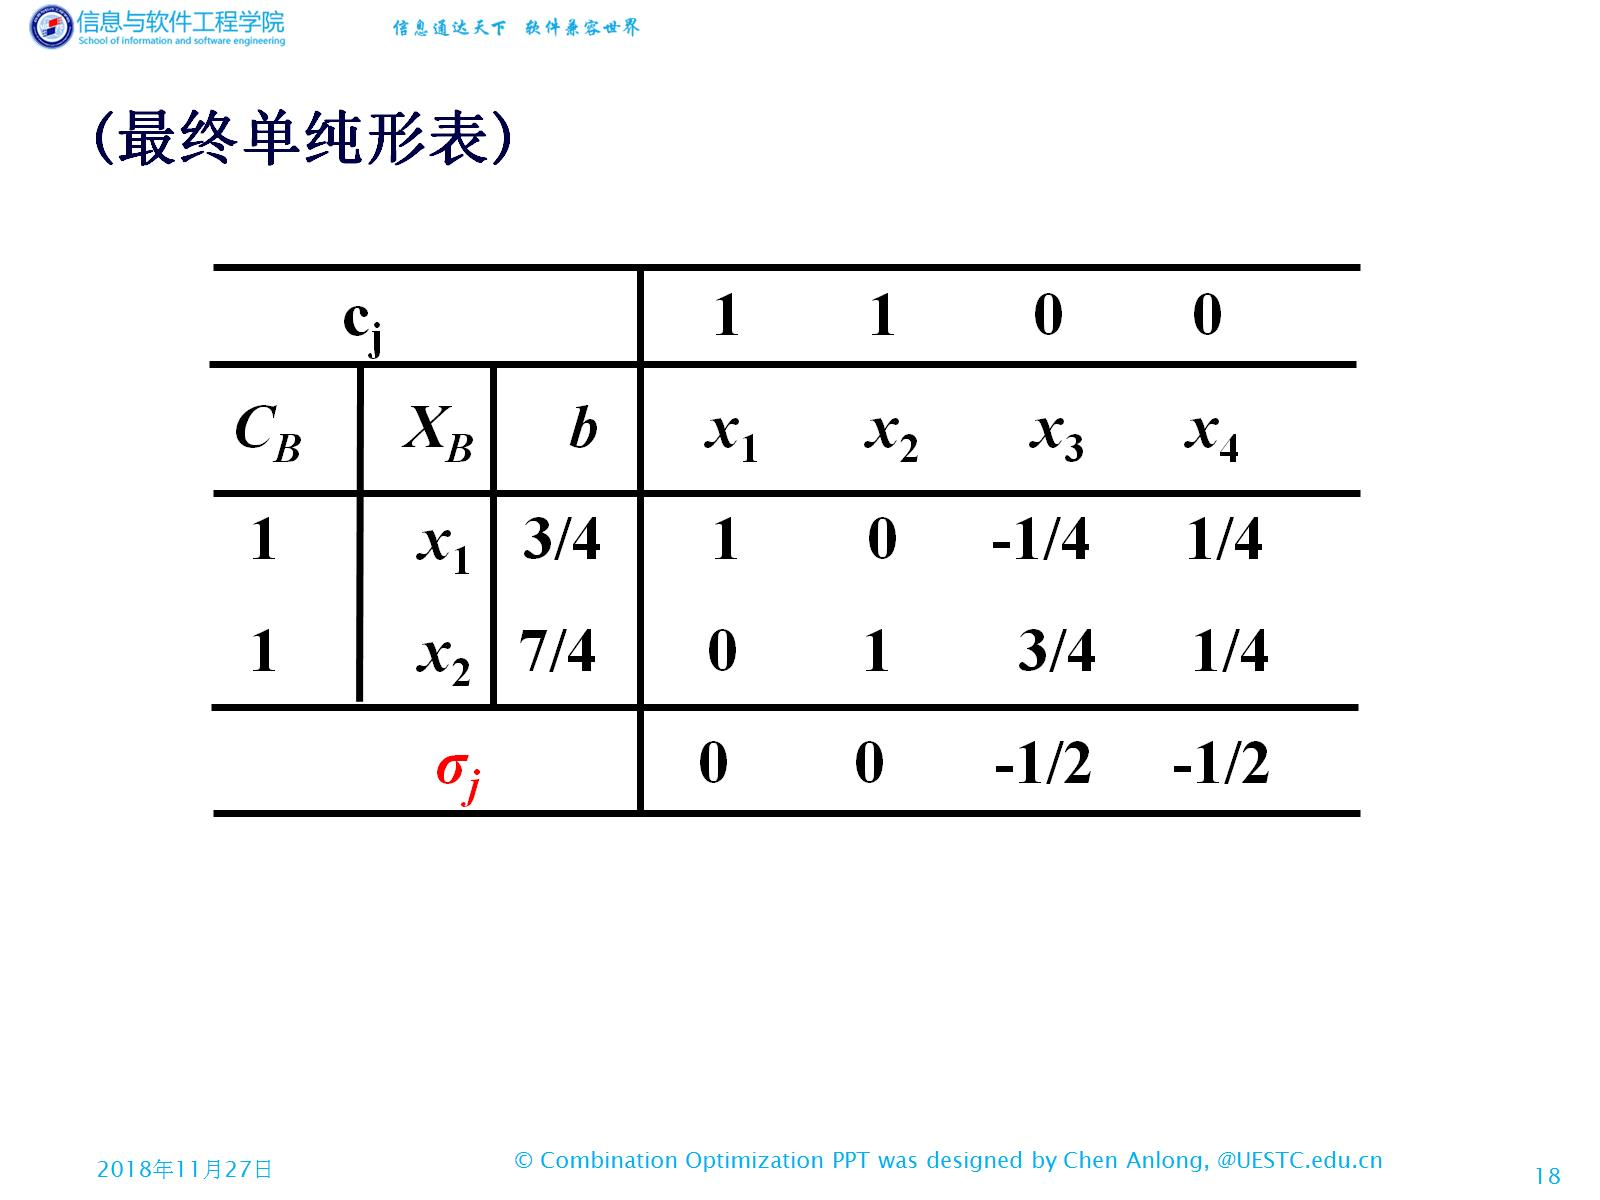 信息与软件工程学院
School of information and software engineering
信息通达天下 软件兼容世界
(最终单纯形表)
cj 1 1 0 0
CB XB b x1 x2 x3 x4
1 x1 3/4 1 0 -1/4 1/4
1 x2 7/4 0 1 3/4 1/4
σj 0 0 -1/2 -1/2
2018年11月27日
© Combination Optimization PPT was designed by Chen Anlong, @UESTC.edu.cn
18